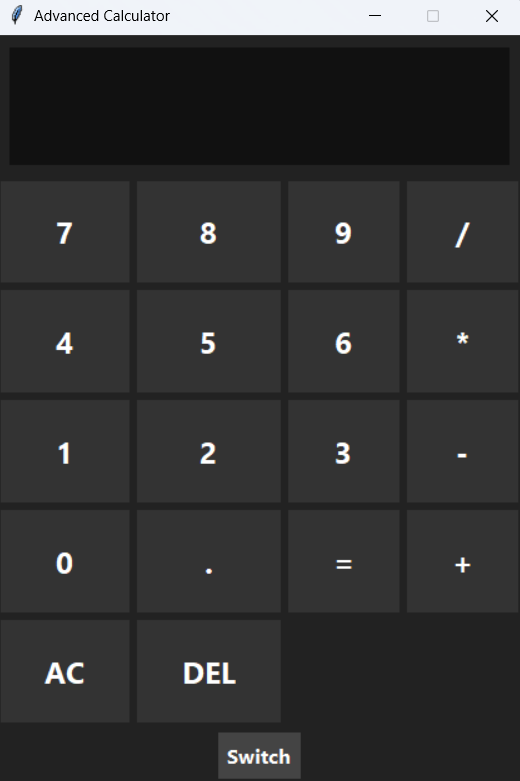 Advanced Calculator
7 8 9 /
4 5 6 *
1 2 3 -
0 . = +
AC DEL
Switch